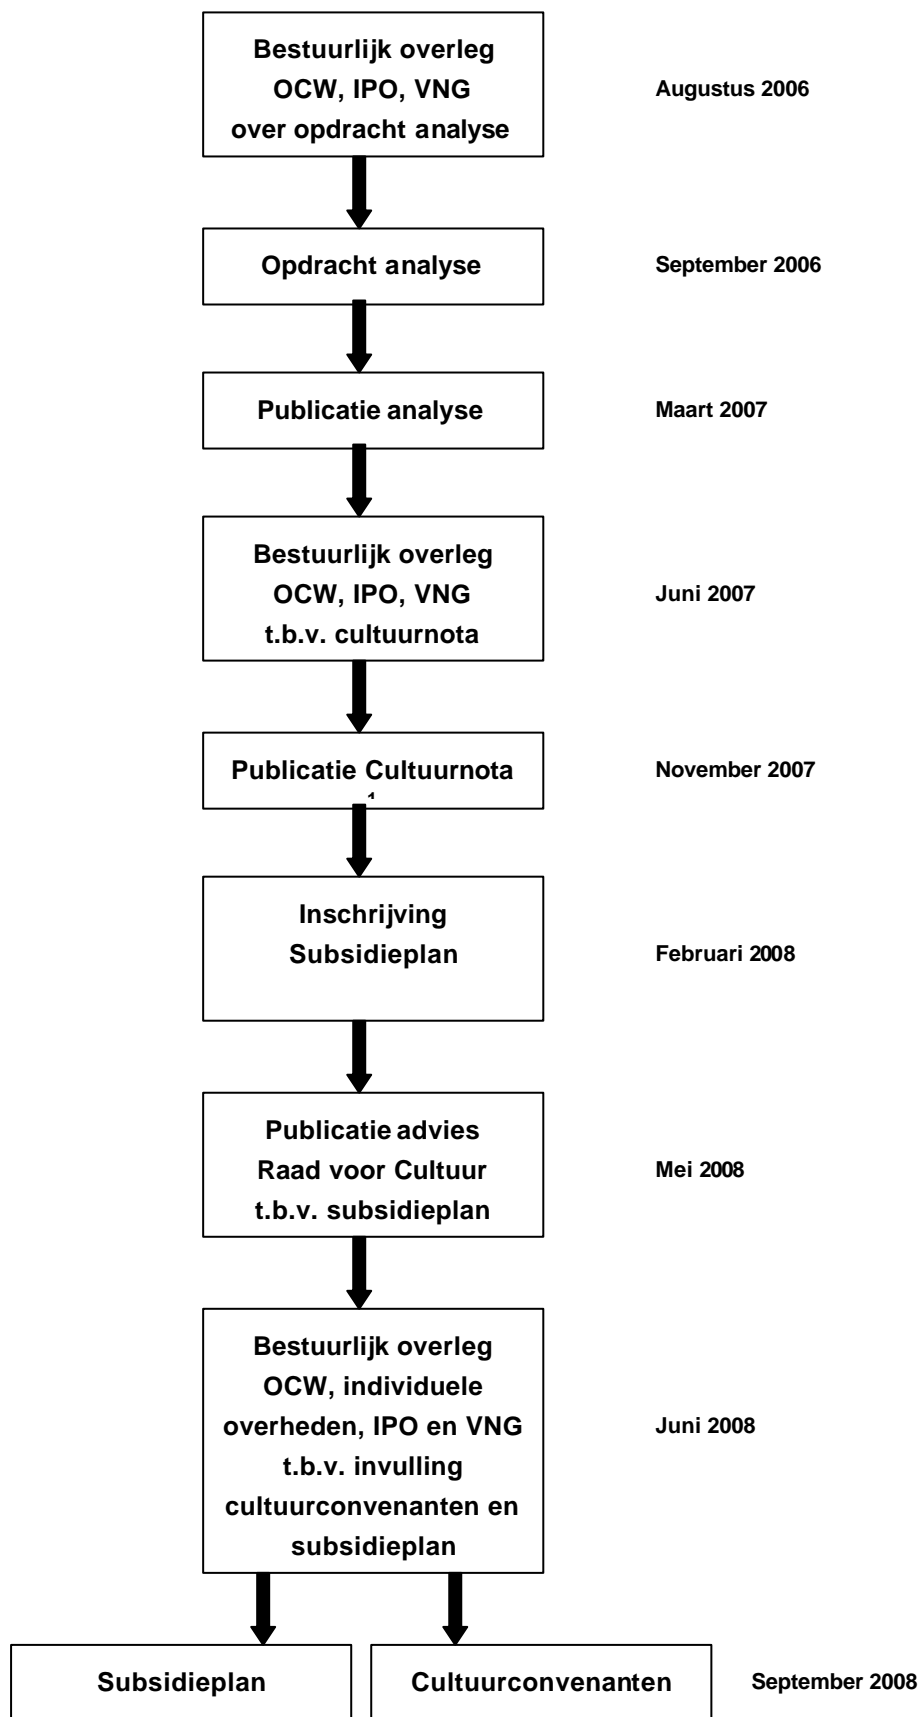 Bestuurlijk overleg
OCW, IPO, VNG
over opdracht analyse
Augustus 2006
Opdracht analyse
September 2006
Publicatie analyse
Maart 2007
Bestuurlijk overleg
OCW, IPO, VNG
t.b.v. cultuurnota
Juni 2007
Publicatie Cultuurnota
November 2007
Inschrijving
Subsidieplan
Februari 2008
Publicatie advies
Raad voor Cultuur
t.b.v. subsidieplan
Mei 2008
Bestuurlijk overleg
OCW, individuele
overheden, IPO en VNG
t.b.v. invulling
cultuurconvenanten en
subsidieplan
Juni 2008
Subsidieplan
Cultuurconvenanten
September 2008